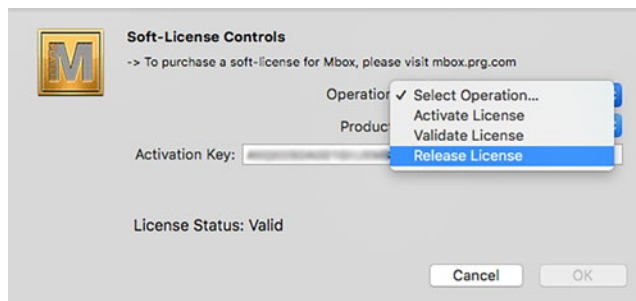 M
Soft-License Controls
-> To purchase a soft-license for Mbox, please visit mbox.prg.com
Operation
✓ Select Operation...
Activate License
Validate License
Release License
Product
Activation Key:
License Status: Valid
Cancel
OK